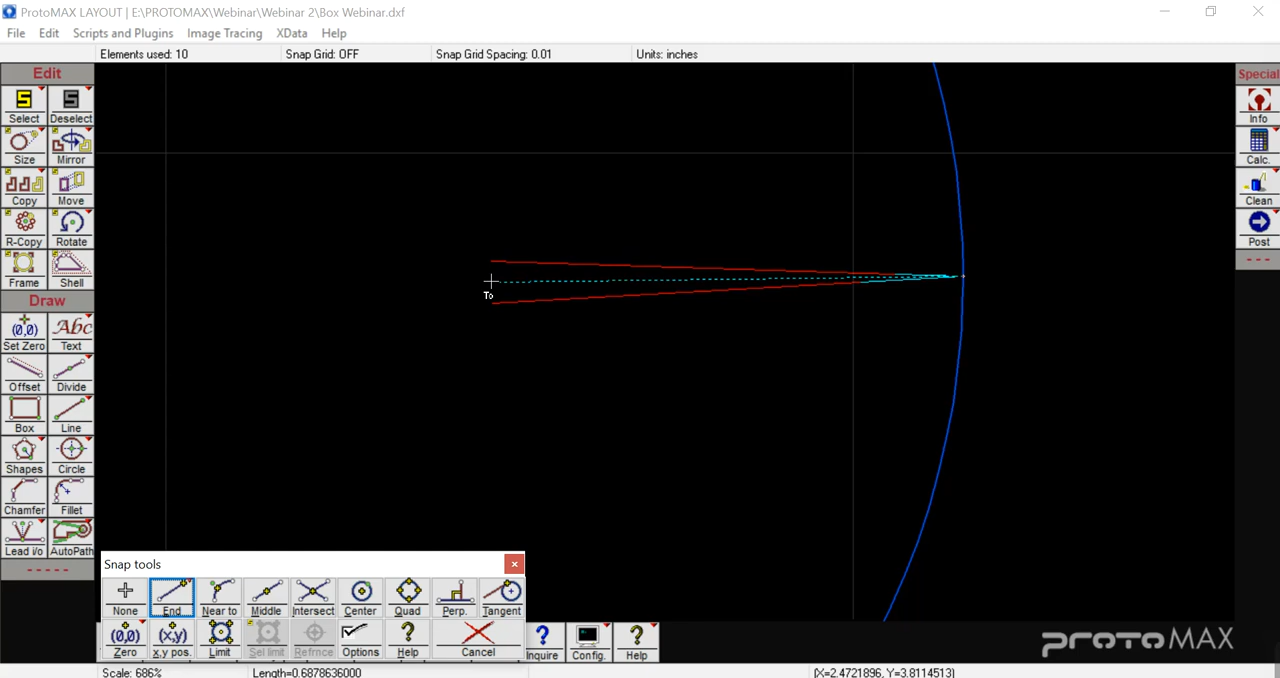 ProtoMAX LAYOUT | E:\PROTOMAX\Webinar\Webinar 2\Box Webinar.dxf
File Edit Scripts and Plugins Image Tracing XData Help
Elements used: 10 Snap Grid: OFF Snap Grid Spacing: 0.01 Units: inches
Edit
Select Deselect
Size Mirror
Copy Move
R-Copy Rotate
Frame Shell
Draw
(0,0) Abc
Set Zero Text
Offset Divide
Box Line
Shapes Circle
Chamfer Fillet
Lead i/o AutoPath
Special
Info
Calc.
Clean
Post
To
Snap tools
None End Near to Middle Intersect Center Quad Perp. Tangent
(0,0) (x,y)
Zero x,y pos. Limit Sel limit Refrnce Options Help Cancel
Inquire Config. Help
PROTOMAX
Scale: 686% Length=0.6878636000 X=2.4721896, Y=3.8114513)